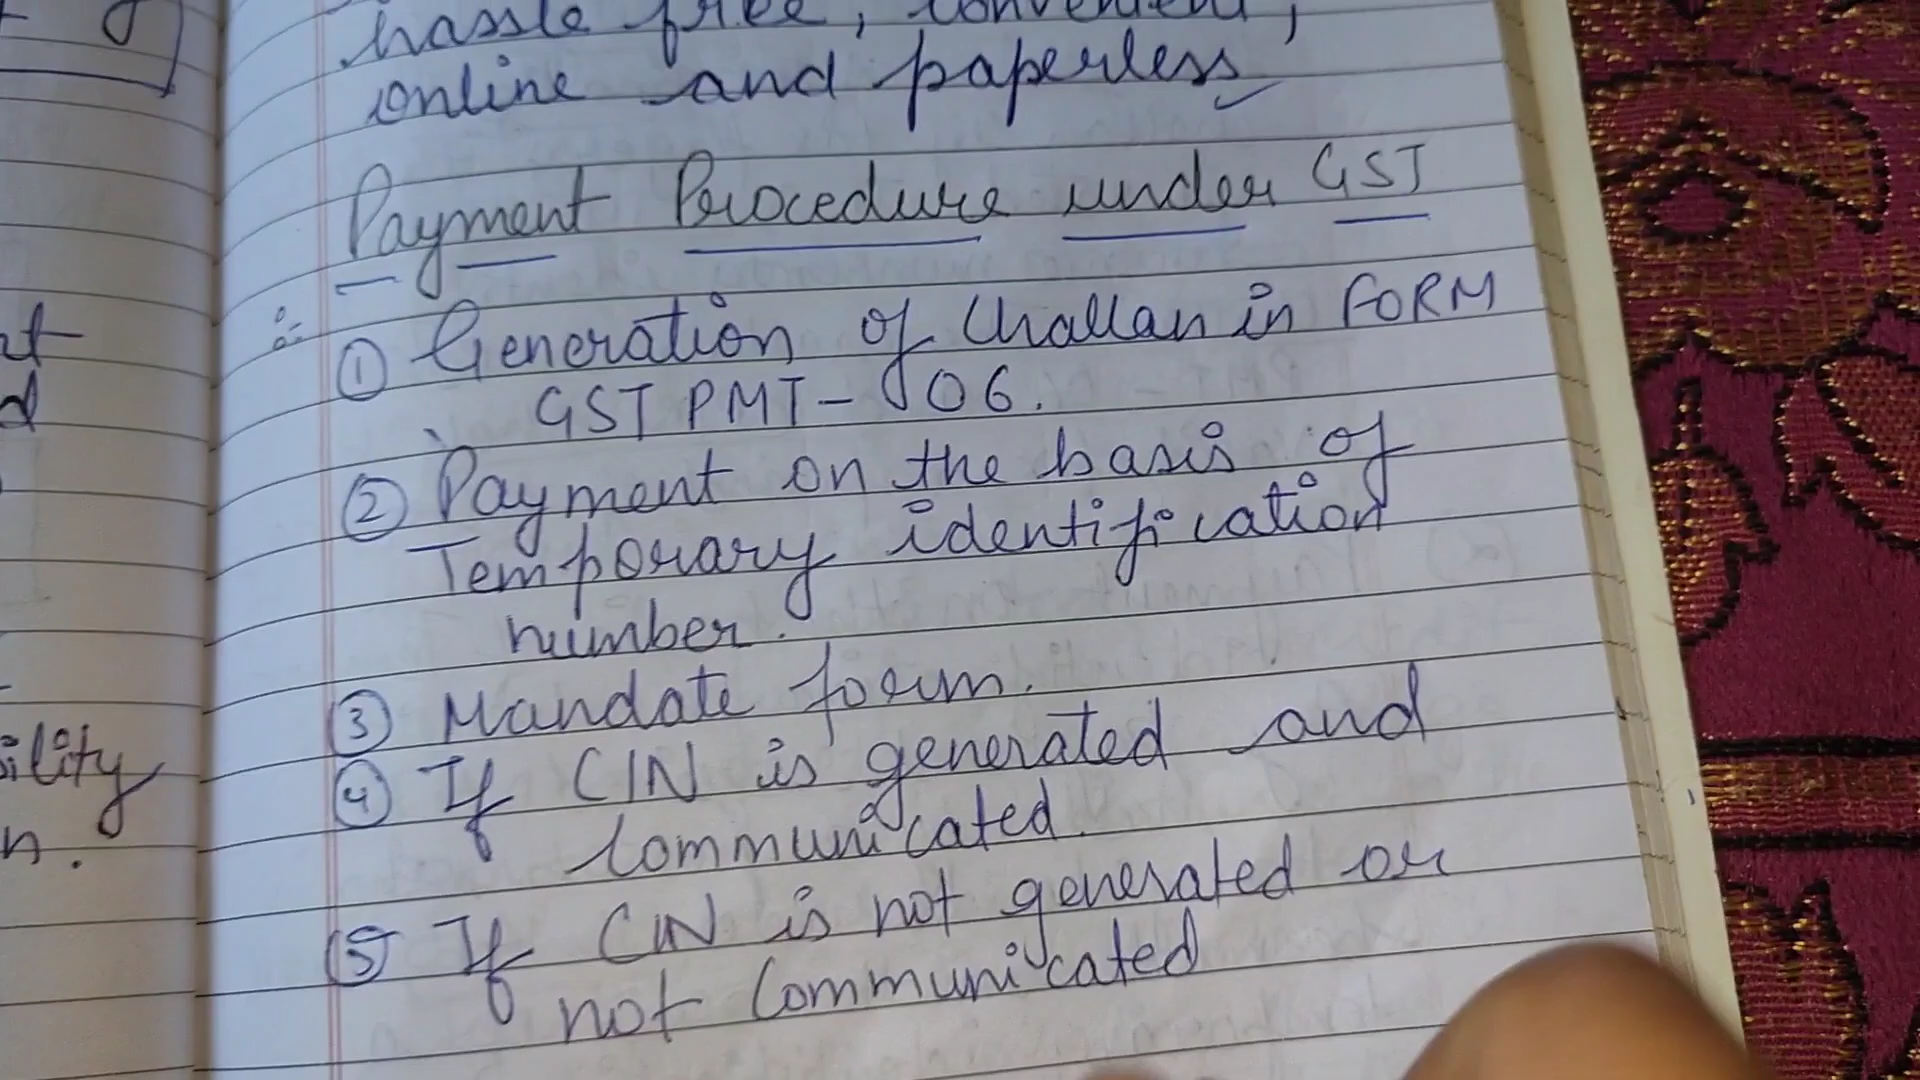 hassle free, convenient,
online and paperless
Payment Procedure under GST
① Generation of Challan in FORM
GST PMT-06.
② Payment on the basis of
Temporary identification
number.
③ Mandate form.
④ If CIN is generated and
communicated.
⑤ If CIN is not generated or
not communicated
d
ility
n.